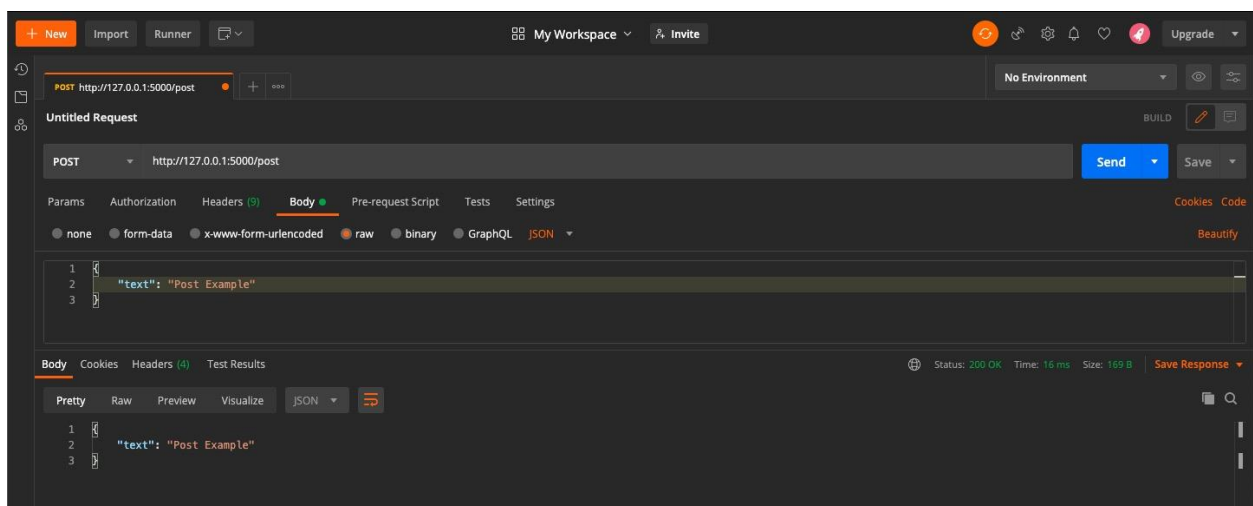 + New Import Runner My Workspace Invite Upgrade
POST http://127.0.0.1:5000/post + ooo No Environment
Untitled Request BUILD
POST http://127.0.0.1:5000/post Send Save
Params Authorization Headers (9) Body Pre-request Script Tests Settings Cookies Code
none form-data x-www-form-urlencoded raw binary GraphQL JSON Beautify
1 {
2 "text": "Post Example"
3 }
Body Cookies Headers (4) Test Results Status: 200 OK Time: 16 ms Size: 169 B Save Response
Pretty Raw Preview Visualize JSON
1 {
2 "text": "Post Example"
3 }